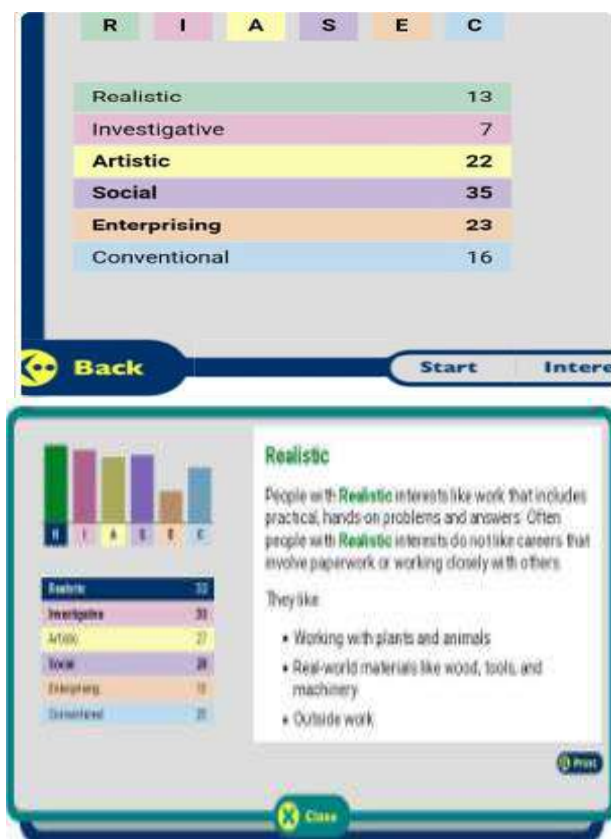 R I A S E C
Realistic 13
Investigative 7
Artistic 22
Social 35
Enterprising 23
Conventional 16
Back
Start Intere
Realistic
People with Realistic interests like work that includes
practical, hands-on problems and answers. Often
people with Realistic interests do not like careers that
involve paperwork or working closely with others.
They like:
• Working with plants and animals
• Real-world materials like wood, tools, and
machinery
• Outside work
R I A S E C
Realistic
Investigative
Artistic
Social
Enterprising
Conventional
Print
X Close